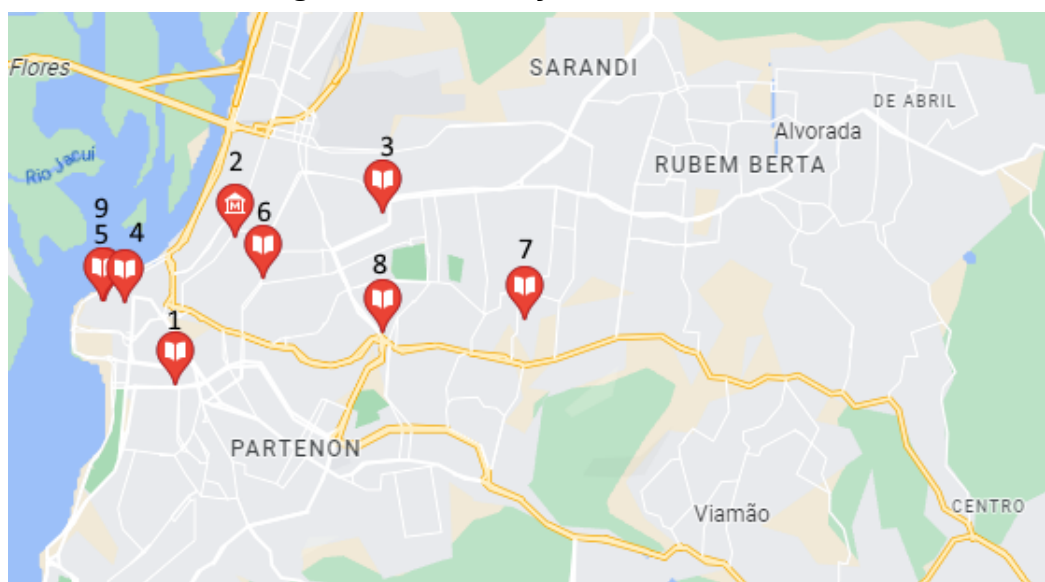 Flores
SARANDI
DE ABRIL
Alvorada
3
Rio Jacuí
2
RUBEM BERTA
M
9
6
5 4
7
8
1
PARTENON
CENTRO
Viamão